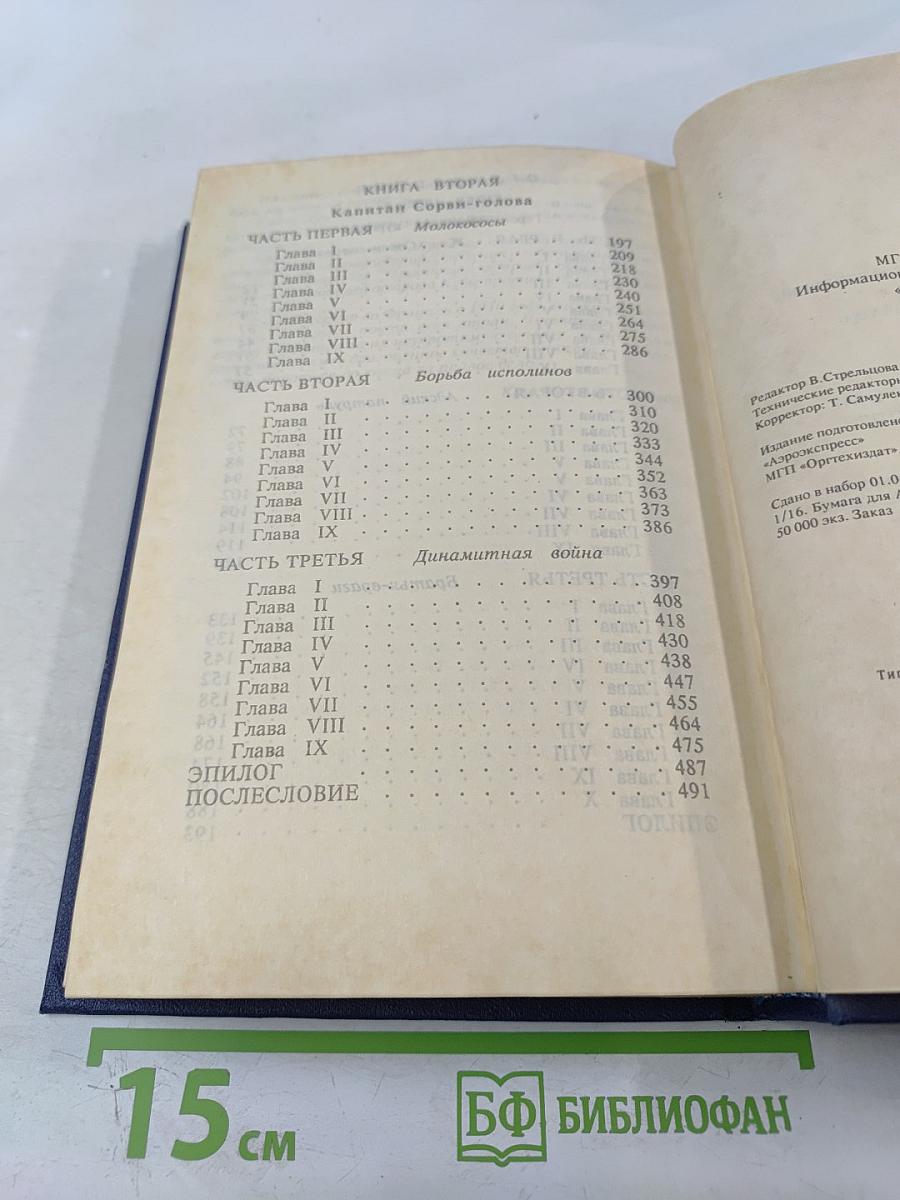 КНИГА ВТОРАЯ
Капитан Сорви-голова
ЧАСТЬ ПЕРВАЯ Молокососы
Глава I . . . . . . . . . . 197
Глава II . . . . . . . . . . 209
Глава III . . . . . . . . . . 218
Глава IV . . . . . . . . . . 230
Глава V . . . . . . . . . . 240
Глава VI . . . . . . . . . . 251
Глава VII . . . . . . . . . . 264
Глава VIII . . . . . . . . . . 275
Глава IX . . . . . . . . . . 286
ЧАСТЬ ВТОРАЯ Борьба исполинов
Глава I . . . . . . . . . . 300
Глава II . . . . . . . . . . 310
Глава III . . . . . . . . . . 320
Глава IV . . . . . . . . . . 333
Глава V . . . . . . . . . . 344
Глава VI . . . . . . . . . . 352
Глава VII . . . . . . . . . . 363
Глава VIII . . . . . . . . . . 373
Глава IX . . . . . . . . . . 386
ЧАСТЬ ТРЕТЬЯ Динамитная война
Глава I . . . . . . . . . . 397
Глава II . . . . . . . . . . 408
Глава III . . . . . . . . . . 418
Глава IV . . . . . . . . . . 430
Глава V . . . . . . . . . . 438
Глава VI . . . . . . . . . . 447
Глава VII . . . . . . . . . . 455
Глава VIII . . . . . . . . . . 464
Глава IX . . . . . . . . . . 475
ЭПИЛОГ . . . . . . . . . . 487
ПОСЛЕСЛОВИЕ . . . . . . . . . . 491
МГ
Информацион
«
Редактор В.Стрельцова
Технические редакторы
Корректор: Т. Самулен
Издание подготовлено
«Аэроэкспресс»
МГП «Оргтехиздат»
Сдано в набор 01.0
1/16. Бумага для
50 000 экз. Заказ
Тип
15 см
БФ БИБЛИОФАН